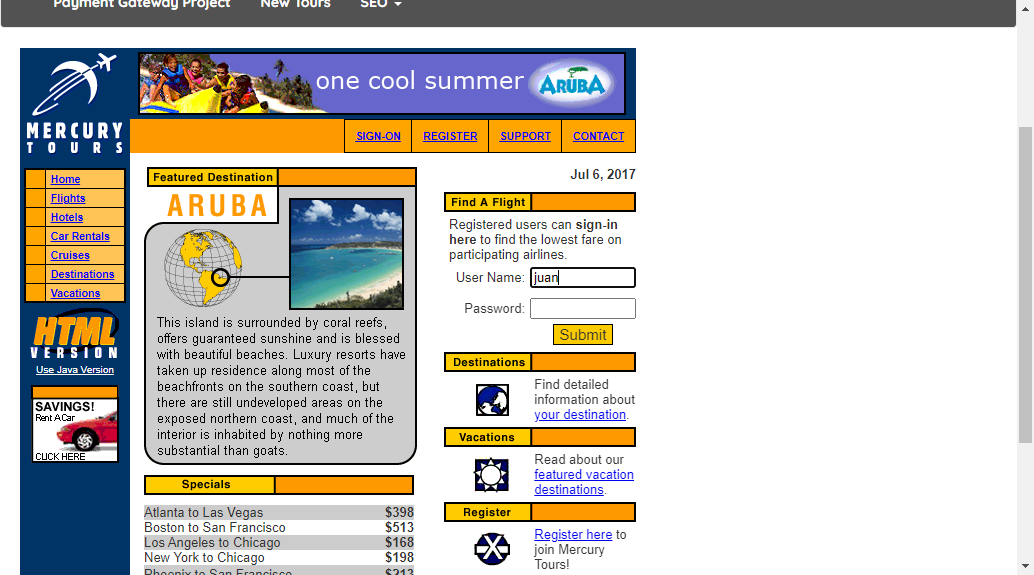 Payment Gateway Project New Tours SEO
one cool summer ARUBA
MERCURY
TOURS
SIGN-ON REGISTER SUPPORT CONTACT
Home
Flights
Hotels
Car Rentals
Cruises
Destinations
Vacations
HTML
VERSION
Use Java Version
SAVINGS!
Rent A Car
CLICK HERE
Featured Destination
ARUBA
This island is surrounded by coral reefs,
offers guaranteed sunshine and is blessed
with beautiful beaches. Luxury resorts have
taken up residence along most of the
beachfronts on the southern coast, but
there are still undeveloped areas on the
exposed northern coast, and much of the
interior is inhabited by nothing more
substantial than goats.
Specials
Atlanta to Las Vegas $398
Boston to San Francisco $513
Los Angeles to Chicago $168
New York to Chicago $198
Phoenix to San Francisco $213
Jul 6, 2017
Find A Flight
Registered users can sign-in
here to find the lowest fare on
participating airlines.
User Name: juan
Password:
Submit
Destinations
Find detailed
information about
your destination.
Vacations
Read about our
featured vacation
destinations.
Register
Register here to
join Mercury
Tours!